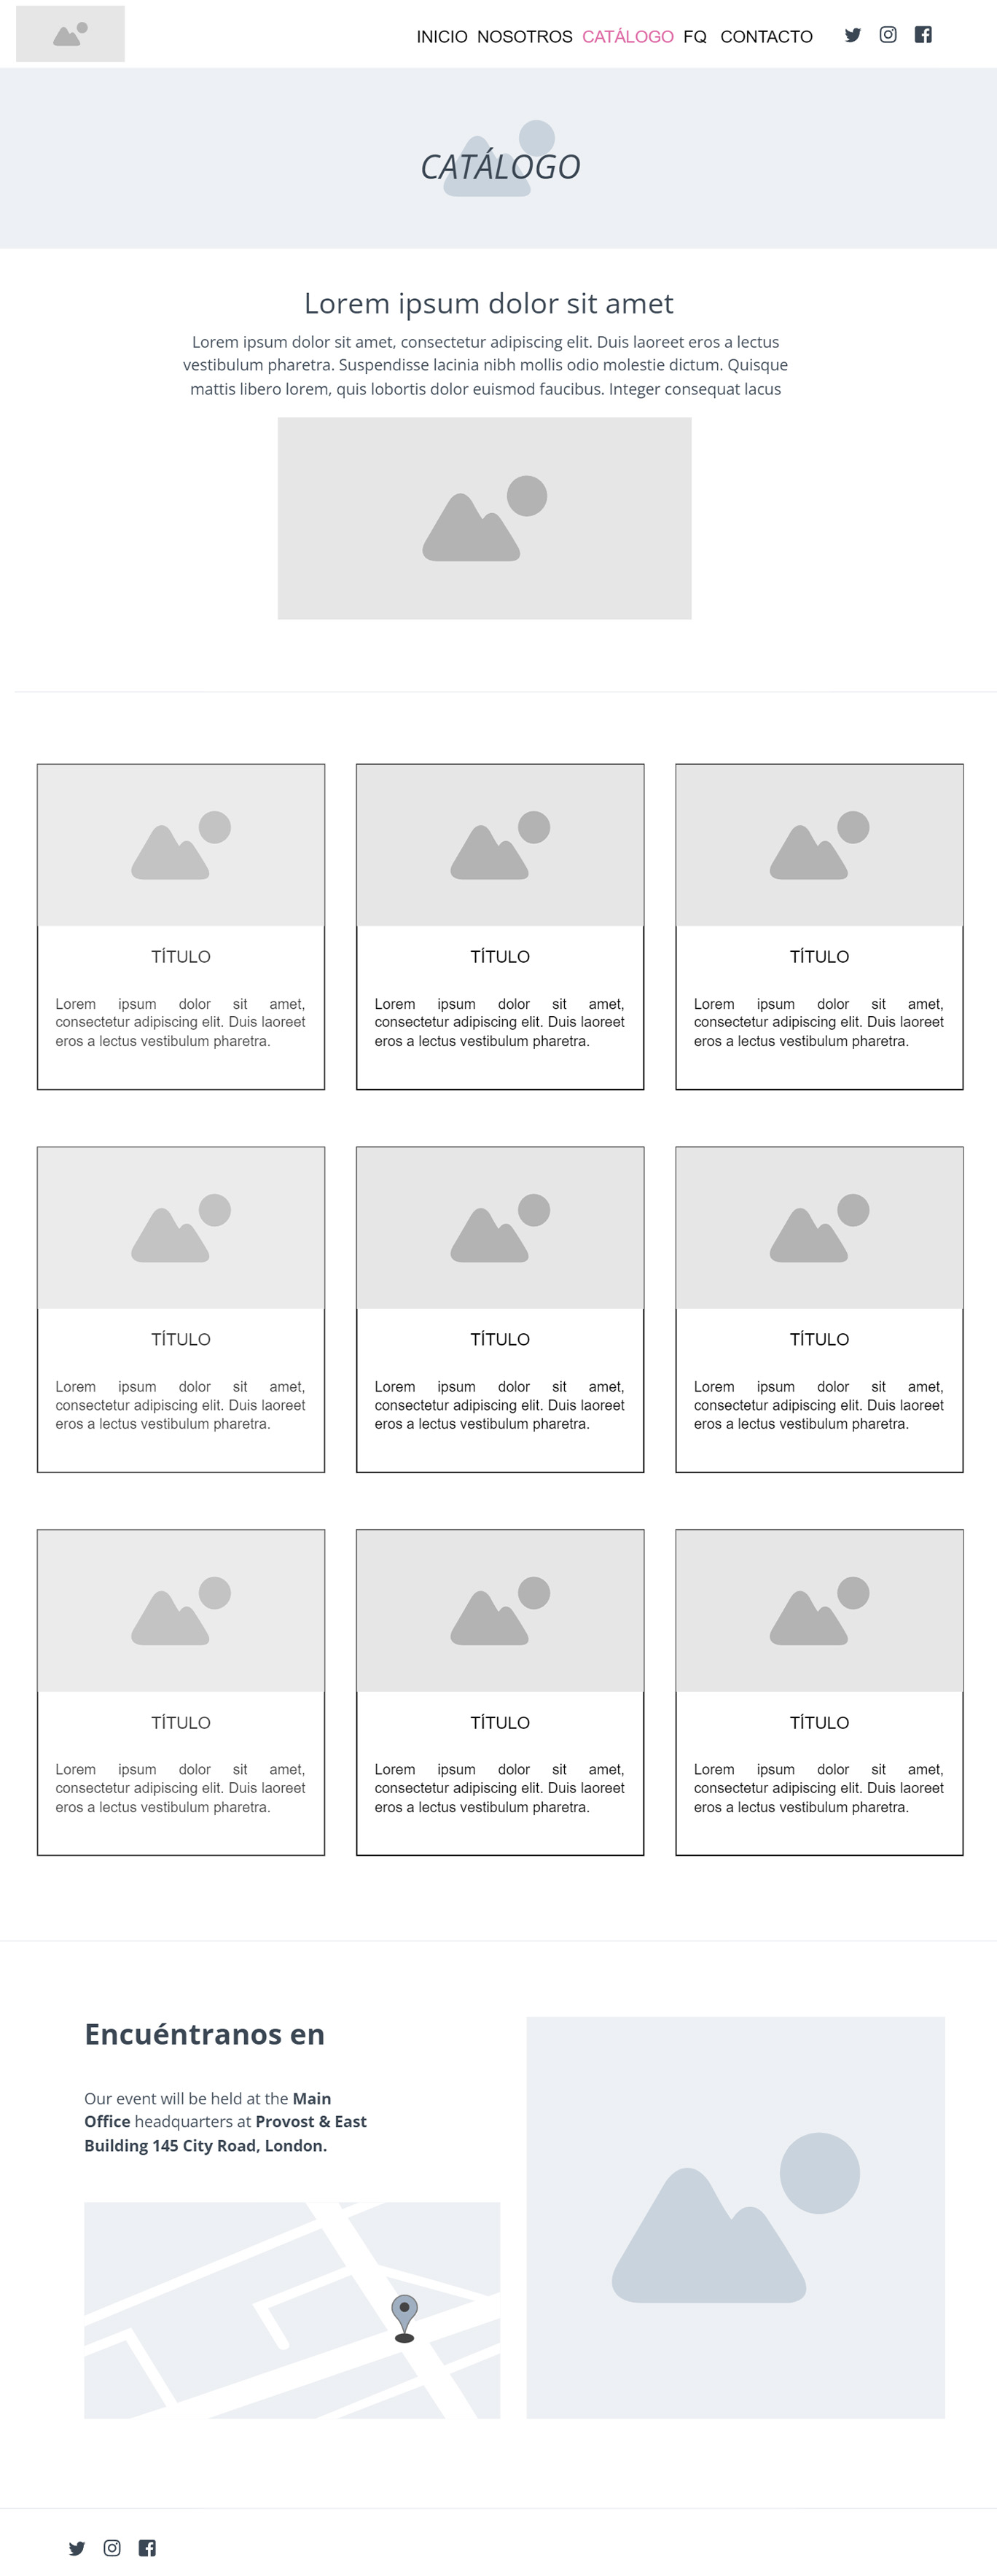 INICIO NOSOTROS CATÁLOGO FQ CONTACTO
CATÁLOGO
Lorem ipsum dolor sit amet
Lorem ipsum dolor sit amet, consectetur adipiscing elit. Duis laoreet eros a lectus
vestibulum pharetra. Suspendisse lacinia nibh mollis odio molestie dictum. Quisque
mattis libero lorem, quis lobortis dolor euismod faucibus. Integer consequat lacus
TÍTULO
Lorem ipsum dolor sit amet,
consectetur adipiscing elit. Duis laoreet
eros a lectus vestibulum pharetra.
TÍTULO
Lorem ipsum dolor sit amet,
consectetur adipiscing elit. Duis laoreet
eros a lectus vestibulum pharetra.
TÍTULO
Lorem ipsum dolor sit amet,
consectetur adipiscing elit. Duis laoreet
eros a lectus vestibulum pharetra.
TÍTULO
Lorem ipsum dolor sit amet,
consectetur adipiscing elit. Duis laoreet
eros a lectus vestibulum pharetra.
TÍTULO
Lorem ipsum dolor sit amet,
consectetur adipiscing elit. Duis laoreet
eros a lectus vestibulum pharetra.
TÍTULO
Lorem ipsum dolor sit amet,
consectetur adipiscing elit. Duis laoreet
eros a lectus vestibulum pharetra.
TÍTULO
Lorem ipsum dolor sit amet,
consectetur adipiscing elit. Duis laoreet
eros a lectus vestibulum pharetra.
TÍTULO
Lorem ipsum dolor sit amet,
consectetur adipiscing elit. Duis laoreet
eros a lectus vestibulum pharetra.
TÍTULO
Lorem ipsum dolor sit amet,
consectetur adipiscing elit. Duis laoreet
eros a lectus vestibulum pharetra.
Encuéntranos en
Our event will be held at the Main
Office headquarters at Provost & East
Building 145 City Road, London.